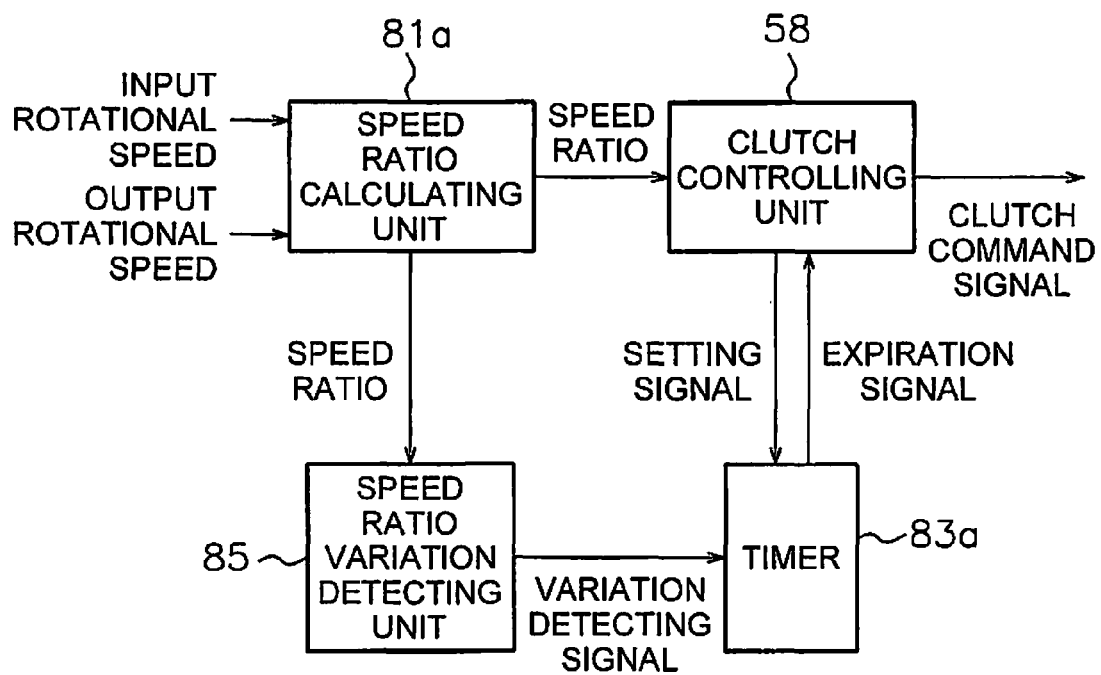 81a
58
INPUT
ROTATIONAL
SPEED
OUTPUT
ROTATIONAL
SPEED
SPEED
RATIO
CALCULATING
UNIT
SPEED
RATIO
CLUTCH
CONTROLLING
UNIT
CLUTCH
COMMAND
SIGNAL
SPEED
RATIO
SETTING
SIGNAL
EXPIRATION
SIGNAL
85
SPEED
RATIO
VARIATION
DETECTING
UNIT
VARIATION
DETECTING
SIGNAL
TIMER
83a